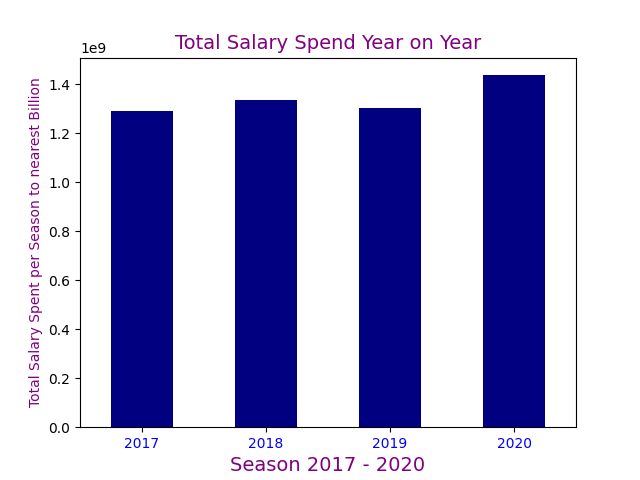 Total Salary Spend Year on Year
1e9
Total Salary Spent per Season to nearest Billion
1.4
1.2
1.0
0.8
0.6
0.4
0.2
0.0
2017 2018 2019 2020
Season 2017 - 2020